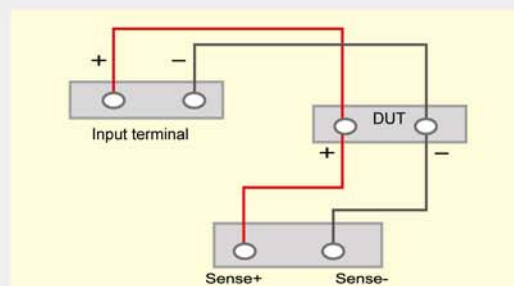 + −
Input terminal
DUT
+ −
Sense+ Sense-